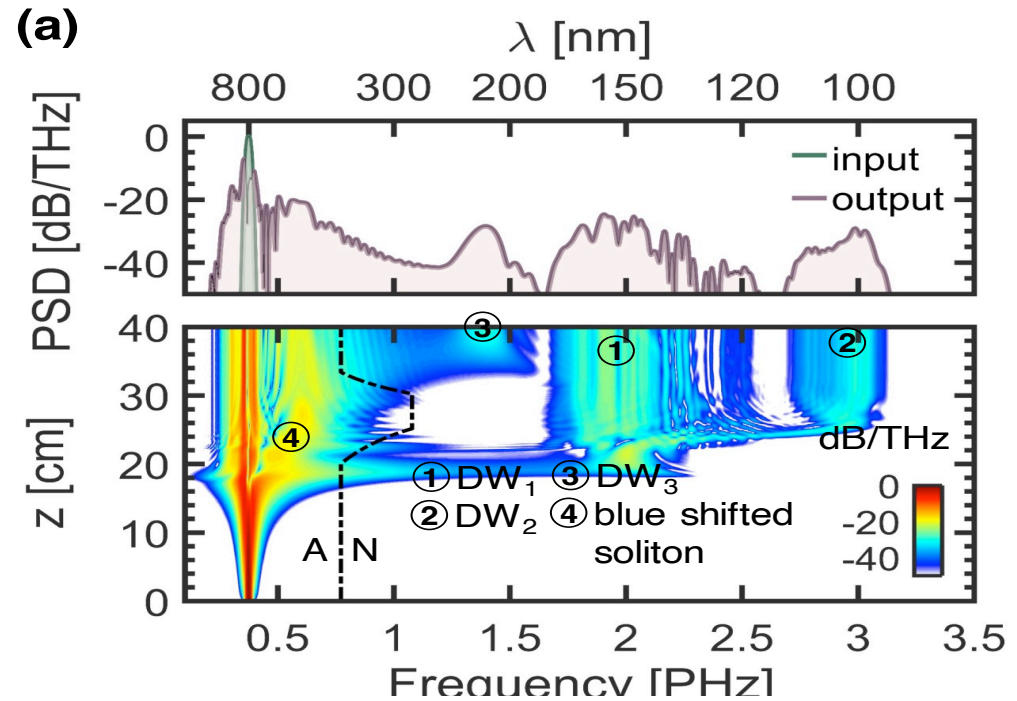 (a)
λ [nm]
800 300 200 150 120 100
PSD [dB/THz]
0
-20
-40
input
output
z [cm]
40
30
20
10
0
③
①
②
④
dB/THz
① DW₁ ③ DW₃
② DW₂ ④ blue shifted
soliton
A N
0
-20
-40
0.5 1 1.5 2 2.5 3 3.5
Frequency [PHz]